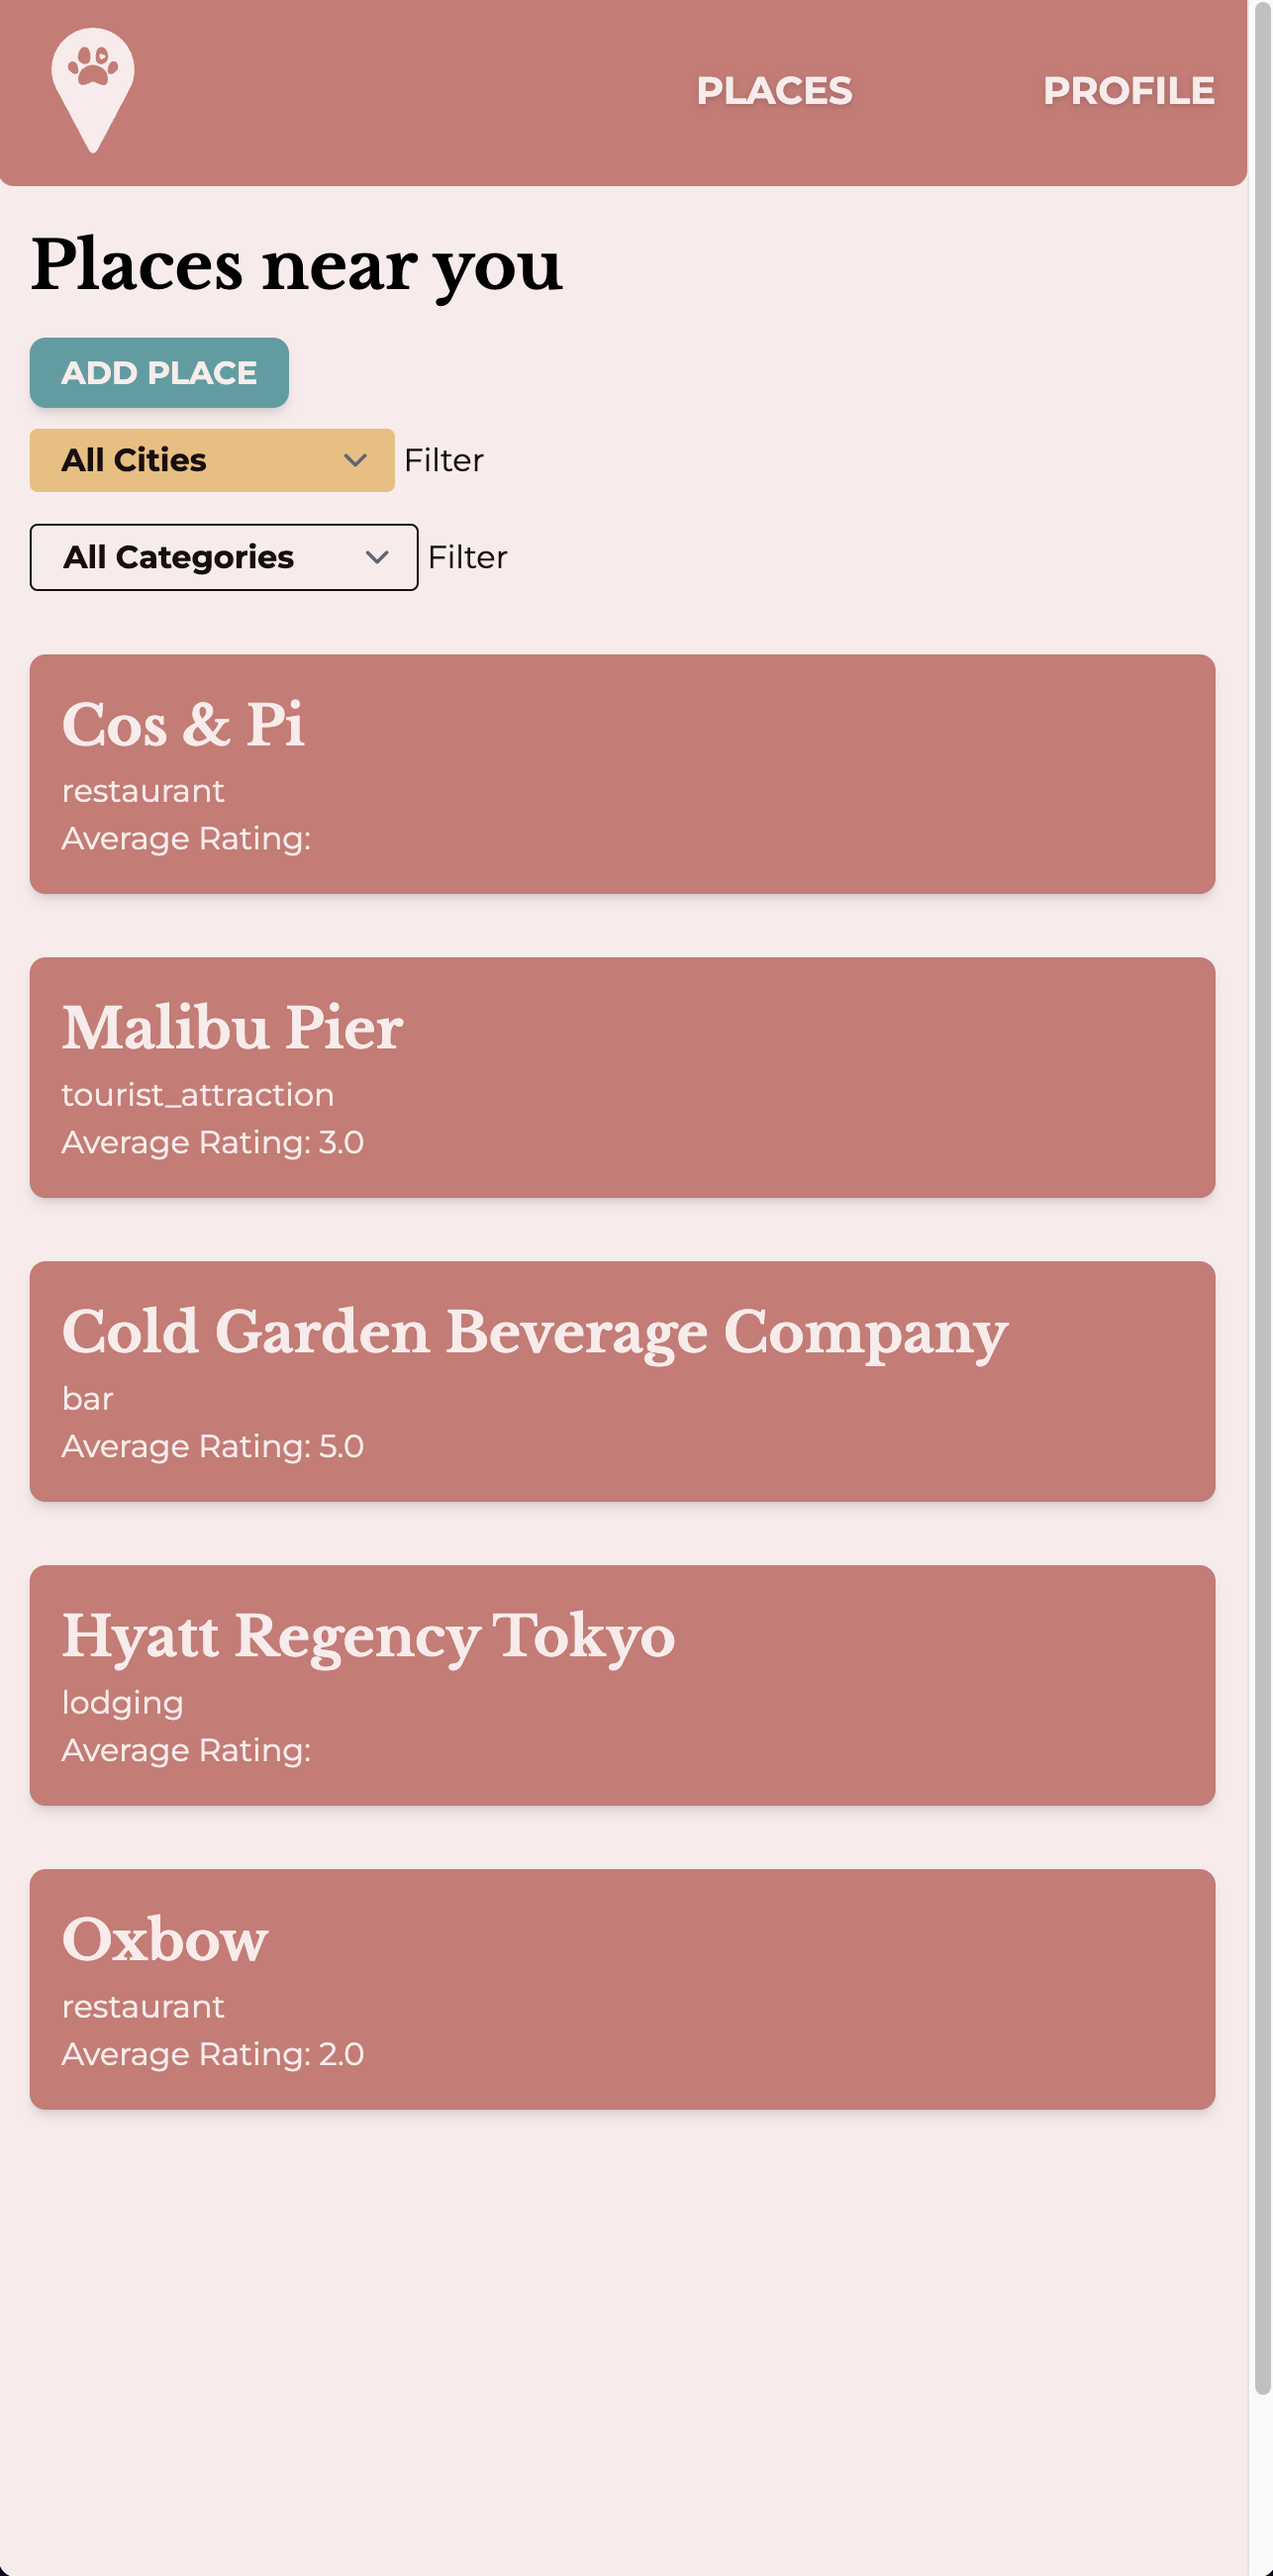 PLACES PROFILE
Places near you
ADD PLACE
All Cities Filter
All Categories Filter
Cos & Pi
restaurant
Average Rating:
Malibu Pier
tourist_attraction
Average Rating: 3.0
Cold Garden Beverage Company
bar
Average Rating: 5.0
Hyatt Regency Tokyo
lodging
Average Rating:
Oxbow
restaurant
Average Rating: 2.0